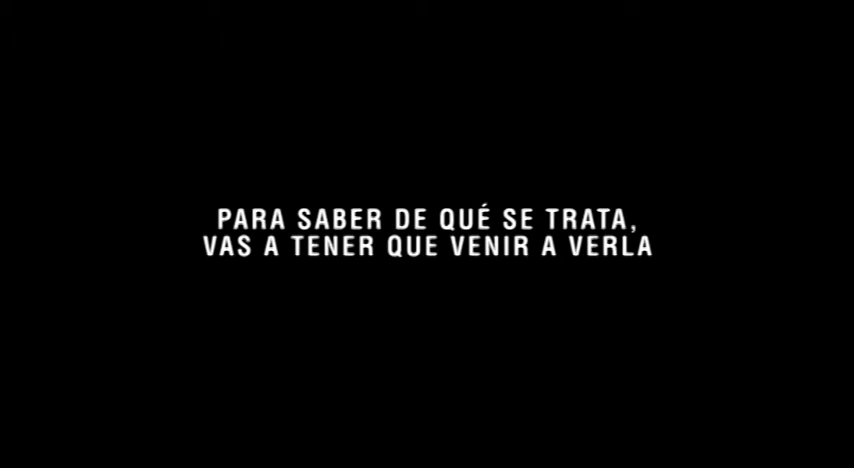 PARA SABER DE QUÉ SE TRATA,
VAS A TENER QUE VENIR A VERLA